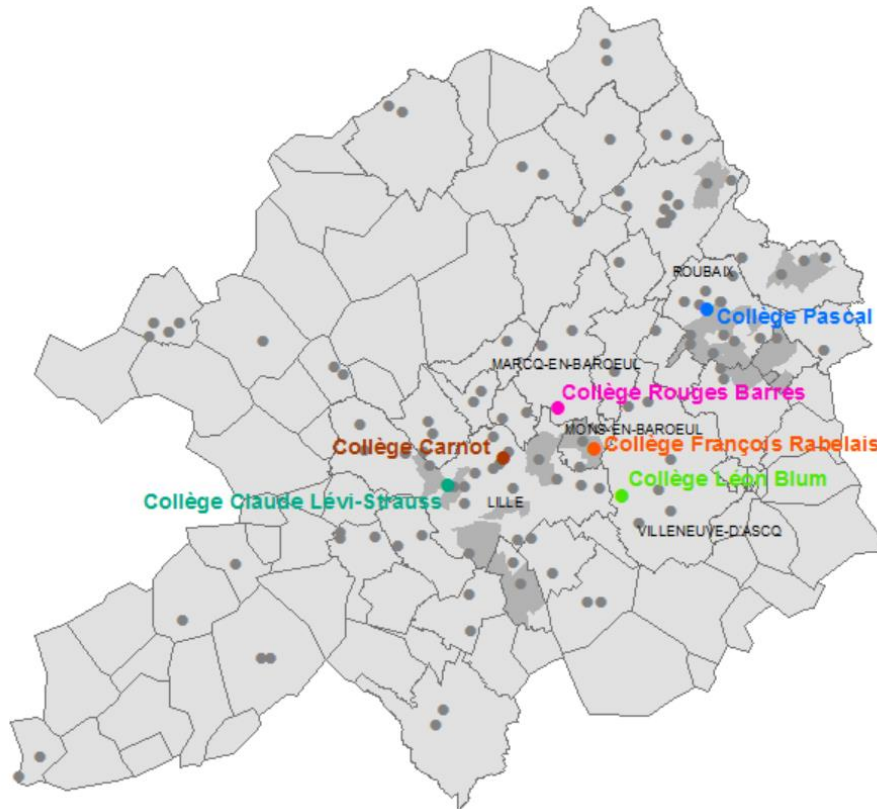 ROUBAIX
Collège Pascal
MARCQ-EN-BAROEUL
Collège Rouges Barres
MONS-EN-BAROEUL
Collège Carnot
Collège François Rabelais
Collège Léon Blum
Collège Claude Lévi-Strauss
LILLE
VILLENEUVE-D'ASCQ